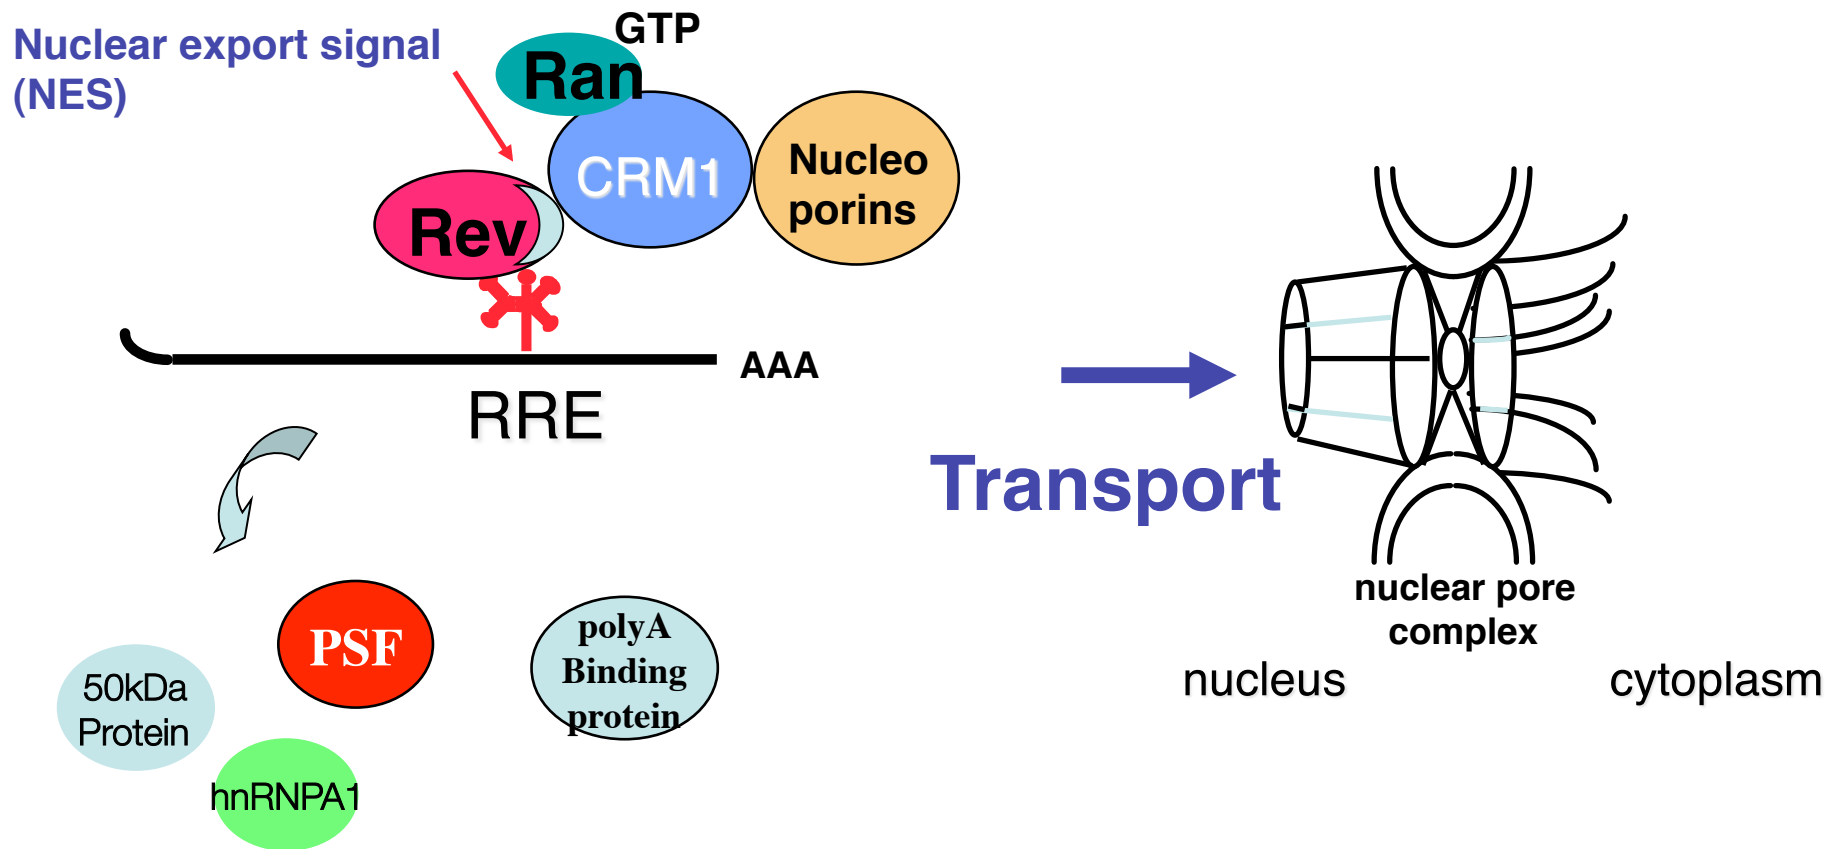 Nuclear export signal
(NES)
GTP
Ran
CRM1
Nucleo
porins
Rev
AAA
RRE
Transport
nuclear pore
complex
nucleus
cytoplasm
PSF
polyA
Binding
protein
50kDa
Protein
hnRNPA1